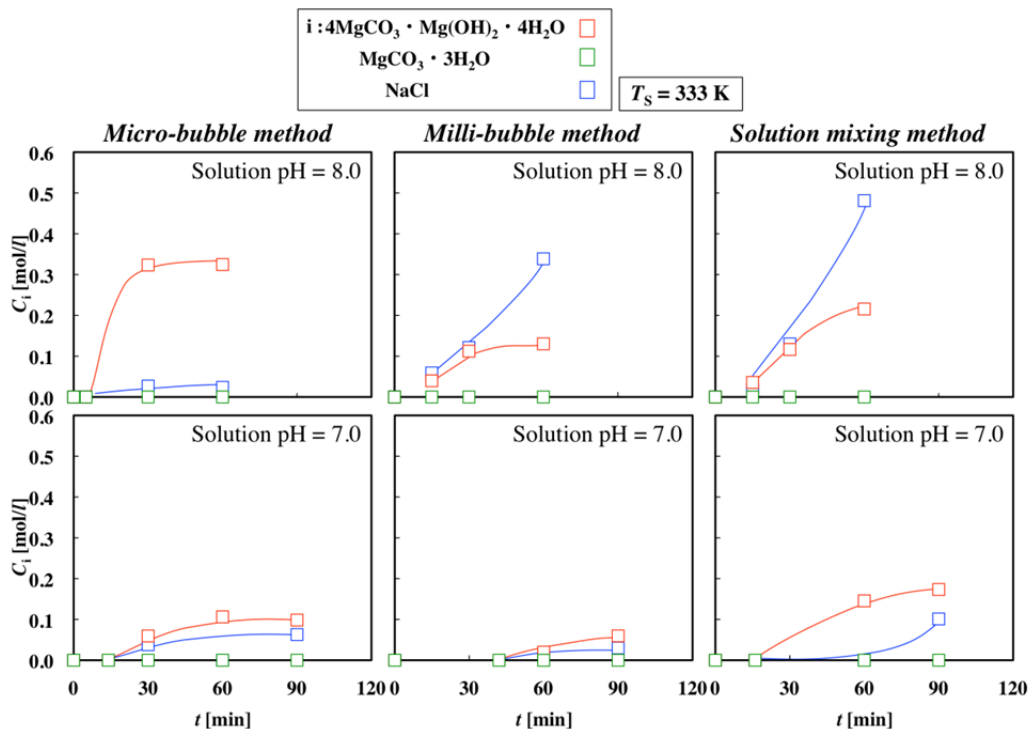 i : 4MgCO₃・Mg(OH)₂・4H₂O
MgCO₃・3H₂O
NaCl
T_S = 333 K
Micro-bubble method
Milli-bubble method
Solution mixing method
0.6
0.5
0.4
0.3
0.2
0.1
0.0
C_i [mol/l]
Solution pH = 8.0
Solution pH = 8.0
Solution pH = 8.0
0.6
0.5
0.4
0.3
0.2
0.1
0.0
C_i [mol/l]
Solution pH = 7.0
Solution pH = 7.0
Solution pH = 7.0
0 30 60 90 120 0 30 60 90 120 0 30 60 90 120
t [min]
t [min]
t [min]